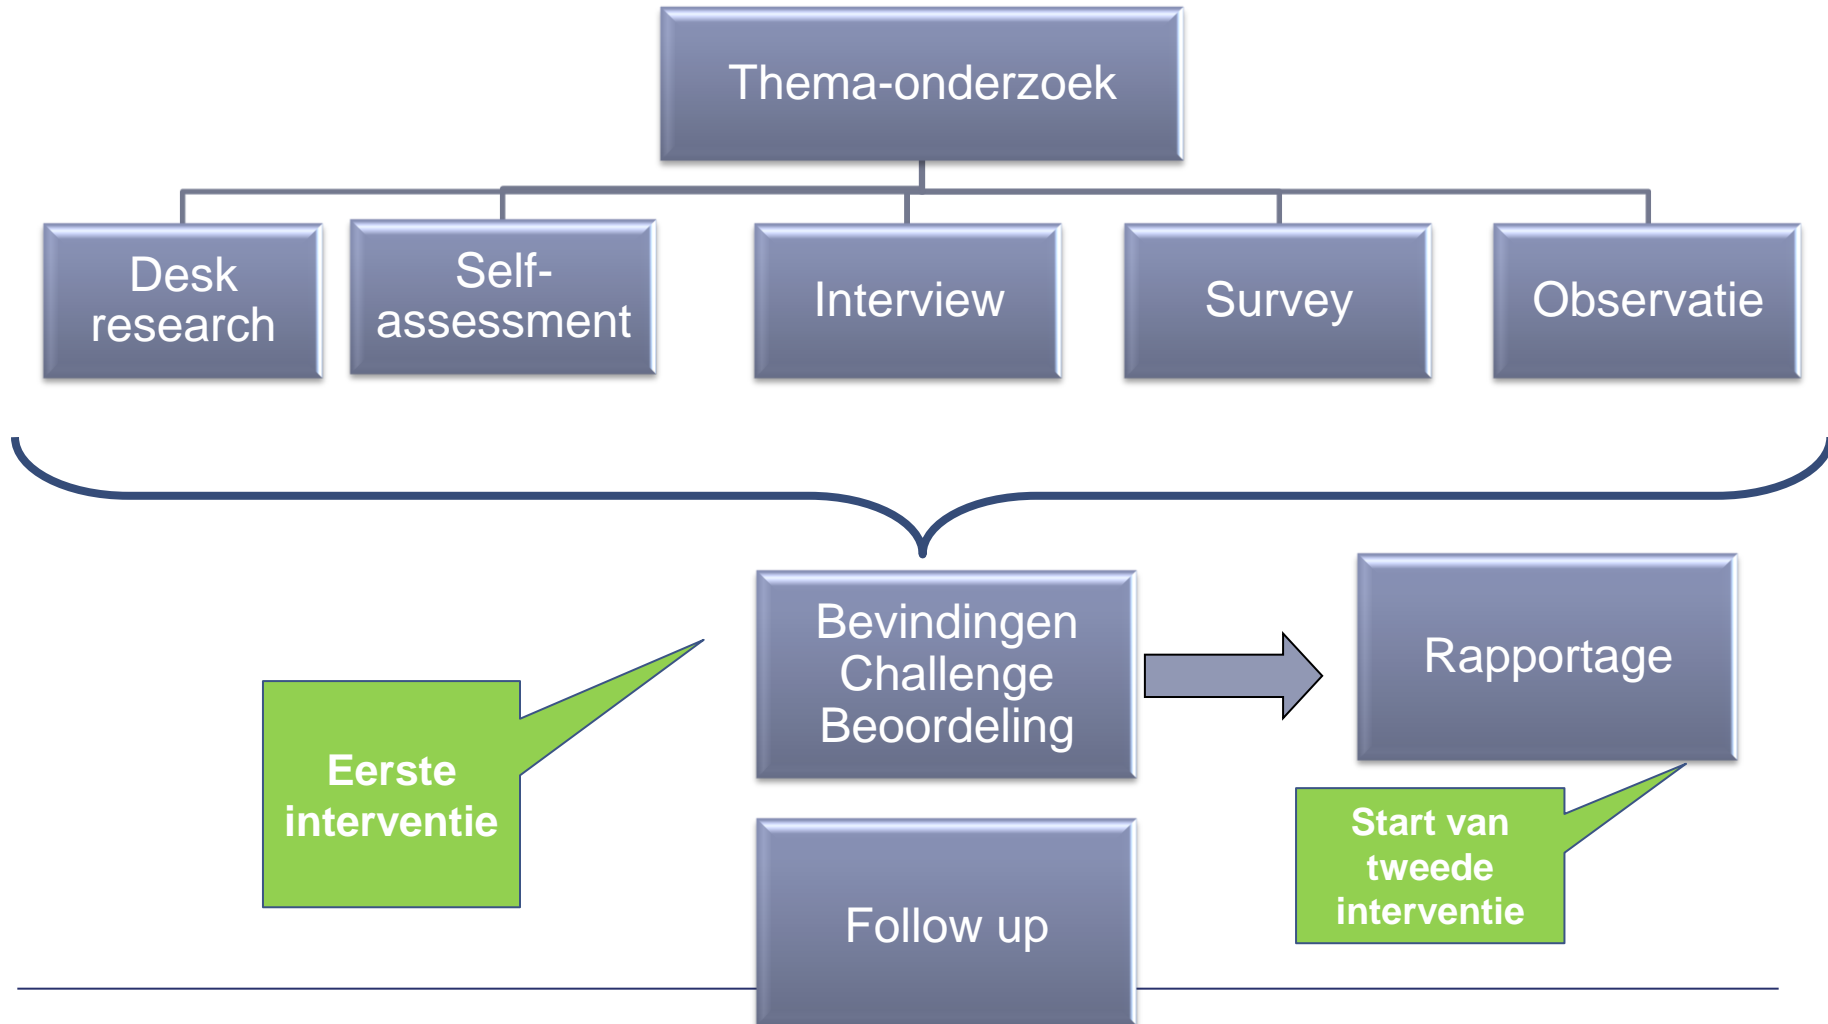 Thema-onderzoek
Desk
research
Self-
assessment
Interview
Survey
Observatie
Bevindingen
Challenge
Beoordeling
Rapportage
Eerste
interventie
Start van
tweede
interventie
Follow up